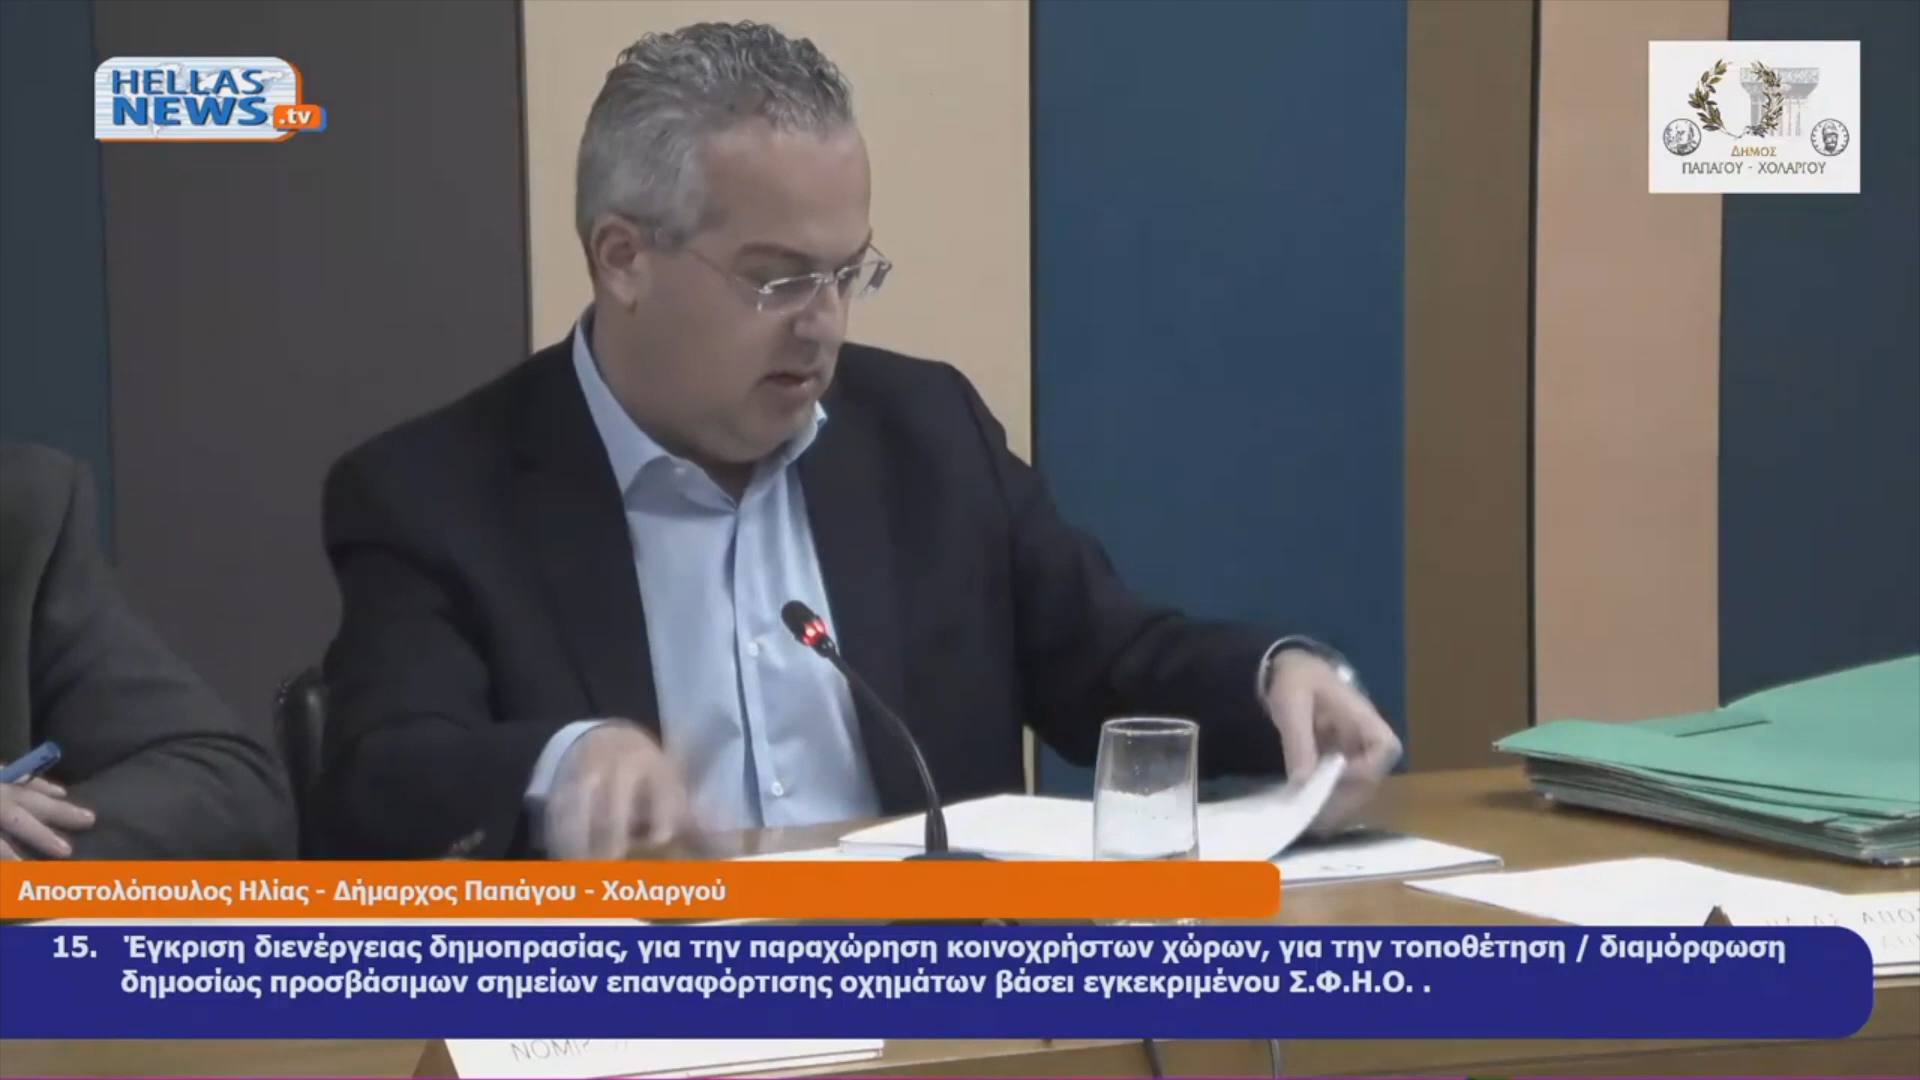 HELLAS
NEWS.tv
ΔΗΜΟΣ
ΠΑΠΑΓΟΥ - ΧΟΛΑΡΓΟΥ
Αποστολόπουλος Ηλίας - Δήμαρχος Παπάγου - Χολαργού
15. Έγκριση διενέργειας δημοπρασίας, για την παραχώρηση κοινοχρήστων χώρων, για την τοποθέτηση / διαμόρφωση
δημοσίως προσβάσιμων σημείων επαναφόρτισης οχημάτων βάσει εγκεκριμένου Σ.Φ.Η.Ο. .